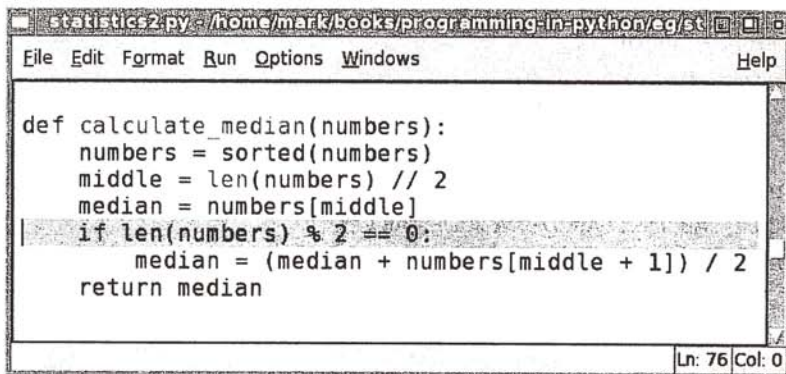 statistics2.py - /home/mark/books/programming-in-python/eg/st
File Edit Format Run Options Windows Help
def calculate_median(numbers):
    numbers = sorted(numbers)
    middle = len(numbers) // 2
    median = numbers[middle]
    if len(numbers) % 2 == 0:
        median = (median + numbers[middle + 1]) / 2
    return median
Ln: 76 Col: 0